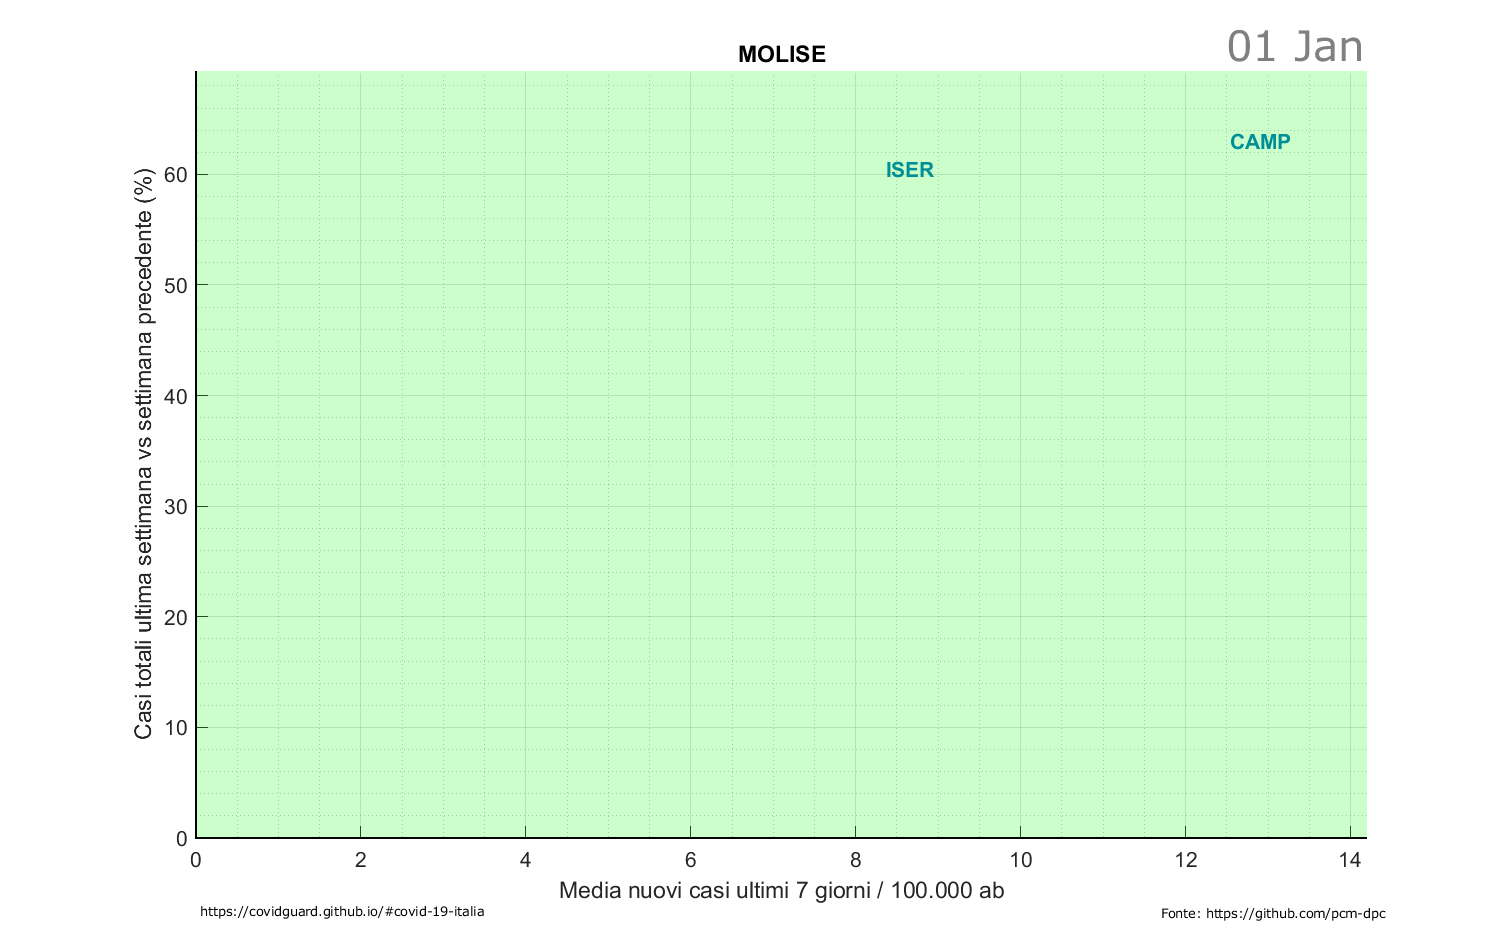 01 Jan
MOLISE
CAMP
ISER
Casi totali ultima settimana vs settimana precedente (%)
60
50
40
30
20
10
0
0 2 4 6 8 10 12 14
Media nuovi casi ultimi 7 giorni / 100.000 ab
https://covidguard.github.io/#covid-19-italia
Fonte: https://github.com/pcm-dpc